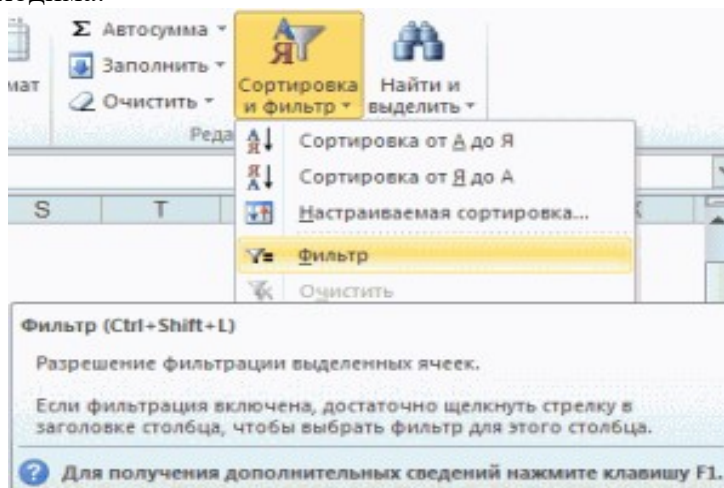 Σ Автосумма
Заполнить
Очистить
мат
Сортировка
и фильтр
Найти и
выделить
Реда
Сортировка от А до Я
Сортировка от Я до А
Настраиваемая сортировка...
Фильтр
Очистить
S T
Фильтр (Ctrl+Shift+L)
Разрешение фильтрации выделенных ячеек.
Если фильтрация включена, достаточно щелкнуть стрелку в
заголовке столбца, чтобы выбрать фильтр для этого столбца.
Для получения дополнительных сведений нажмите клавишу F1.